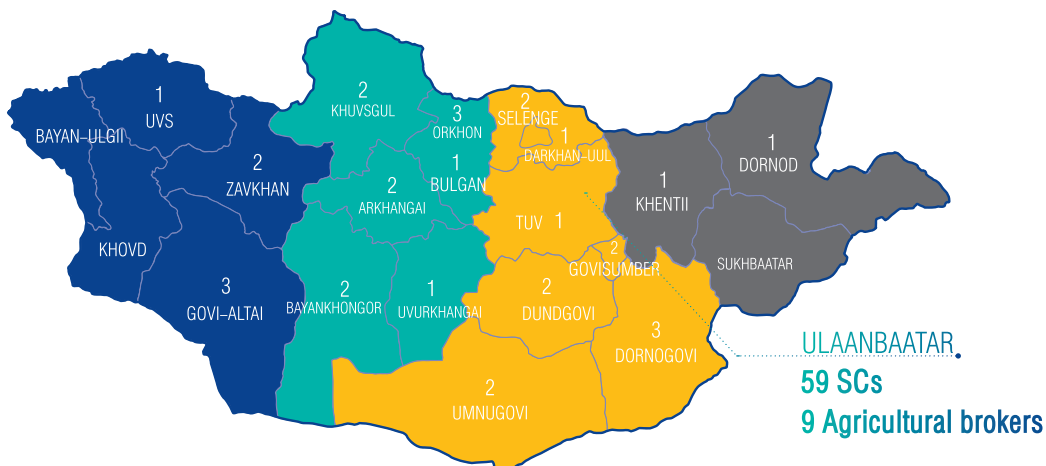 1
UVS
BAYAN–ULGII
2
ZAVKHAN
KHOVD
3
GOVI–ALTAI
2
KHUVSGUL
3
ORKHON
1
BULGAN
2
ARKHANGAI
2
BAYANKHONGOR
1
UVURKHANGAI
2
SELENGE
1
DARKHAN–UUL
TUV 1
2
GOVISUMBER
2
DUNDGOVI
3
DORNOGOVI
2
UMNUGOVI
1
KHENTII
1
DORNOD
SUKHBAATAR
ULAANBAATAR
59 SCs
9 Agricultural brokers